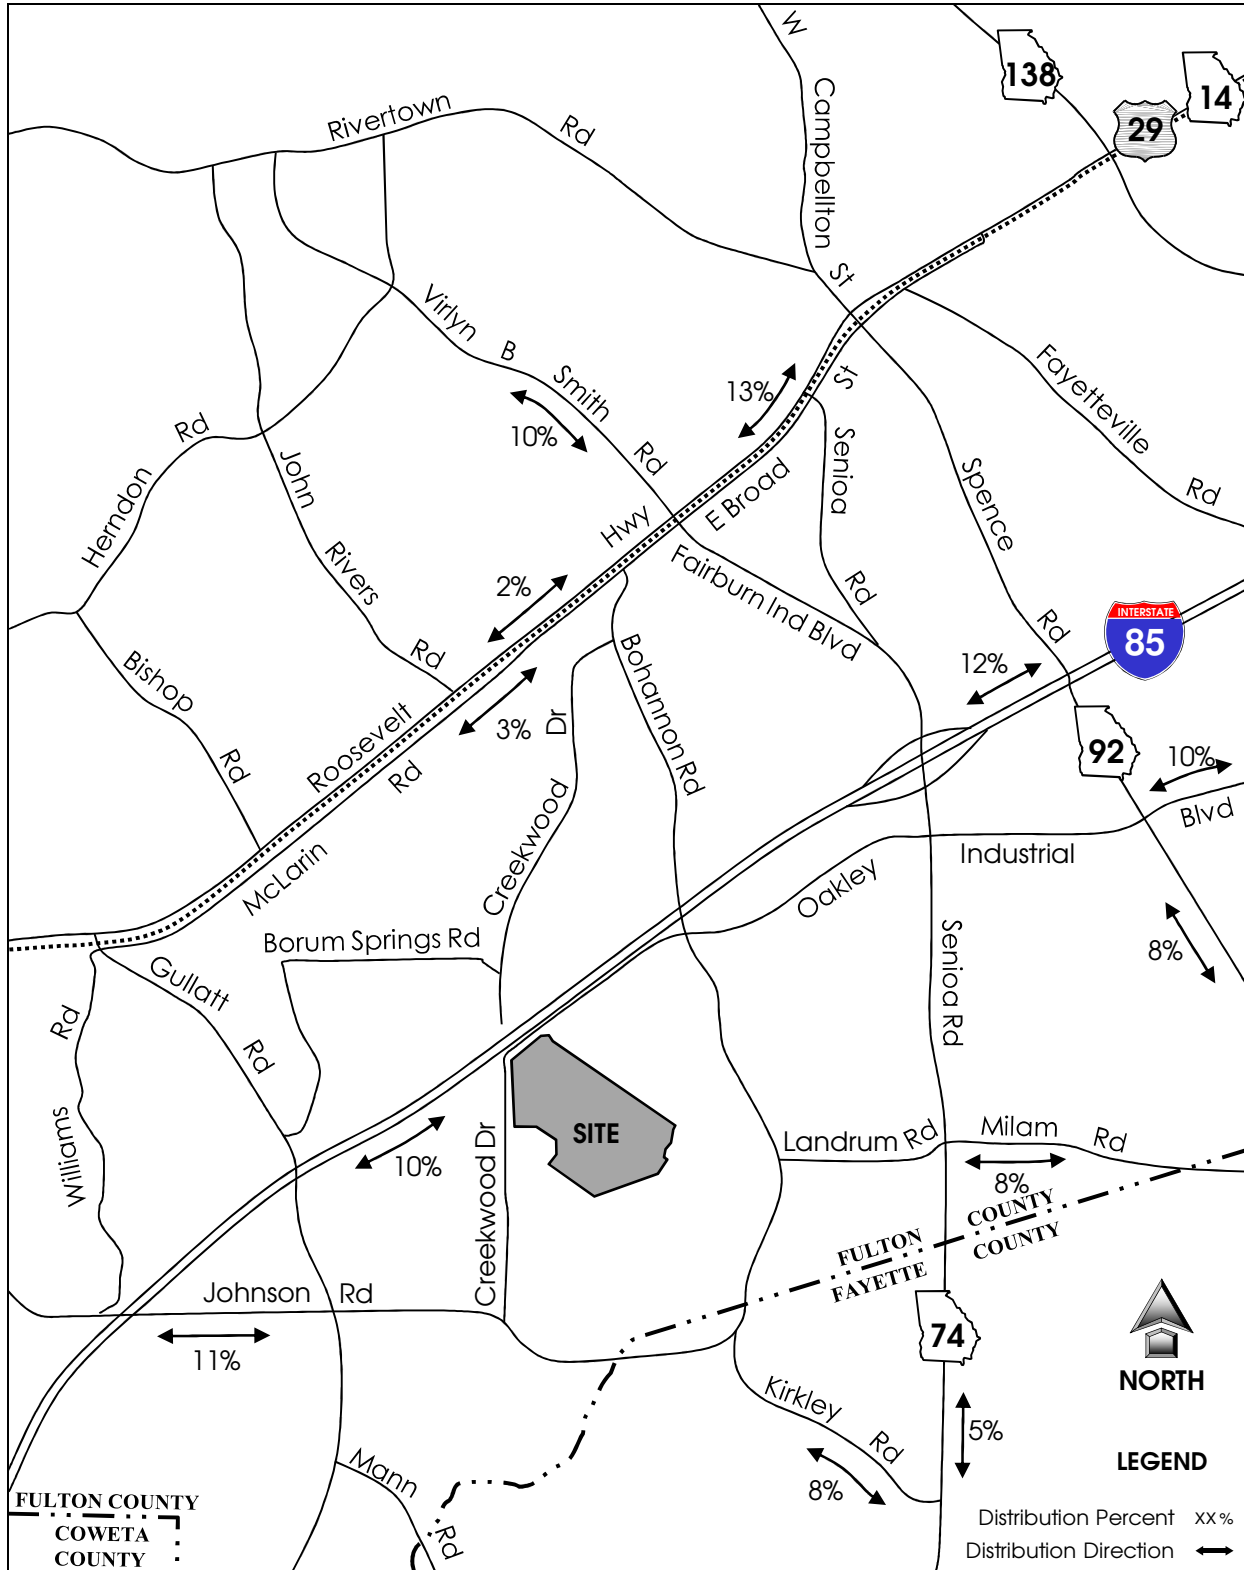 W Campbellton St
138
14
29
Rivertown Rd
Virlyn B Smith Rd
10%
13%
E Broad St
Fayetteville Rd
Herndon Rd
John Rivers Rd
Senioa Rd
Spence Rd
Roosevelt Hwy
2%
3%
Fairburn Ind Blvd
Bohannon Rd
INTERSTATE
85
12%
Bishop Rd
McLarin Rd
Creekwood Dr
92
10%
Oakley Industrial Blvd
8%
Borum Springs Rd
Gullatt Rd
Williams Rd
Senioa Rd
SITE
10%
Creekwood Dr
Landrum Rd
Milam Rd
8%
FULTON COUNTY
FAYETTE COUNTY
Johnson Rd
11%
74
NORTH
Kirkley Rd
8%
5%
Mann Rd
FULTON COUNTY
COWETA
COUNTY
LEGEND
Distribution Percent XX%
Distribution Direction